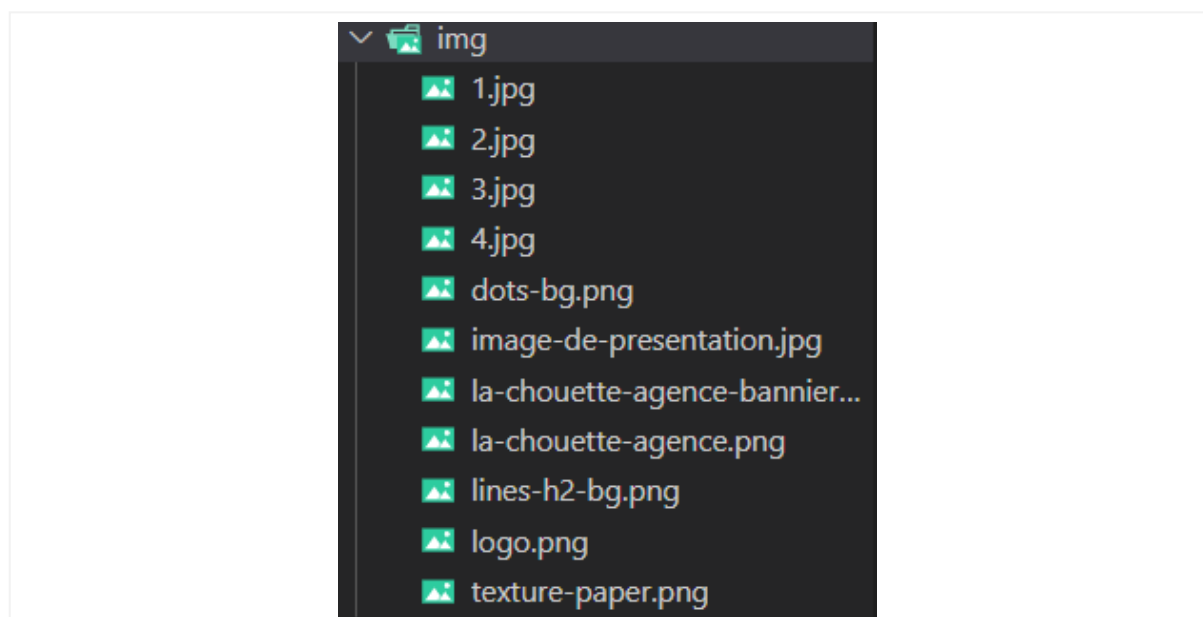 img
1.jpg
2.jpg
3.jpg
4.jpg
dots-bg.png
image-de-presentation.jpg
la-chouette-agence-bannier...
la-chouette-agence.png
lines-h2-bg.png
logo.png
texture-paper.png